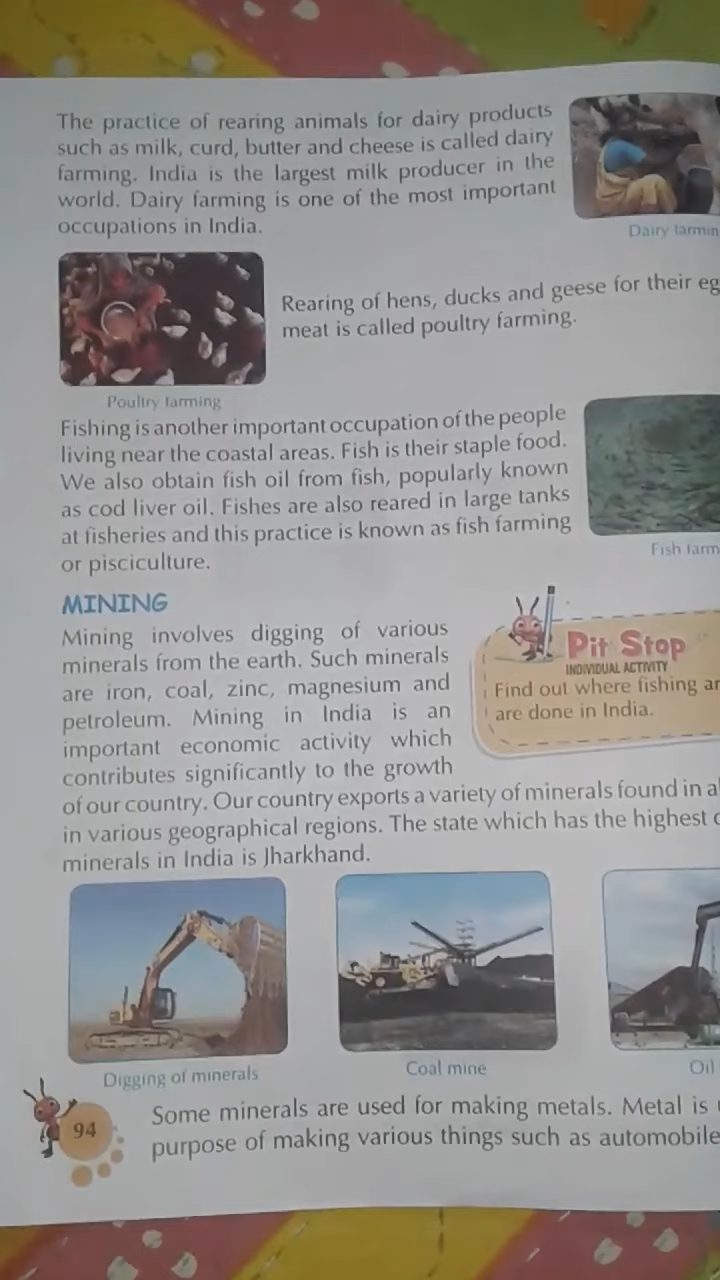 The practice of rearing animals for dairy products
such as milk, curd, butter and cheese is called dairy
farming. India is the largest milk producer in the
world. Dairy farming is one of the most important
occupations in India.
Dairy
Rearing of hens, ducks and geese for their
meat is called poultry farming.
Poultry farming
Fishing is another important occupation of the people
living near the coastal areas. Fish is their staple food.
We also obtain fish oil from fish, popularly known
as cod liver oil. Fishes are also reared in large tanks
at fisheries and this practice is known as fish farming
or pisciculture.
Fish
MINING
Mining involves digging of various
minerals from the earth. Such minerals
are iron, coal, zinc, magnesium and
petroleum. Mining in India is an
important economic activity which
contributes significantly to the growth
Pit Stop
INDIVIDUAL ACTIVITY
Find out where fishing
are done in India.
of our country. Our country exports a variety of minerals found in
in various geographical regions. The state which has the highest
minerals in India is Jharkhand.
Digging of minerals
Coal mine
Oil
Some minerals are used for making metals. Metal is
purpose of making various things such as
94